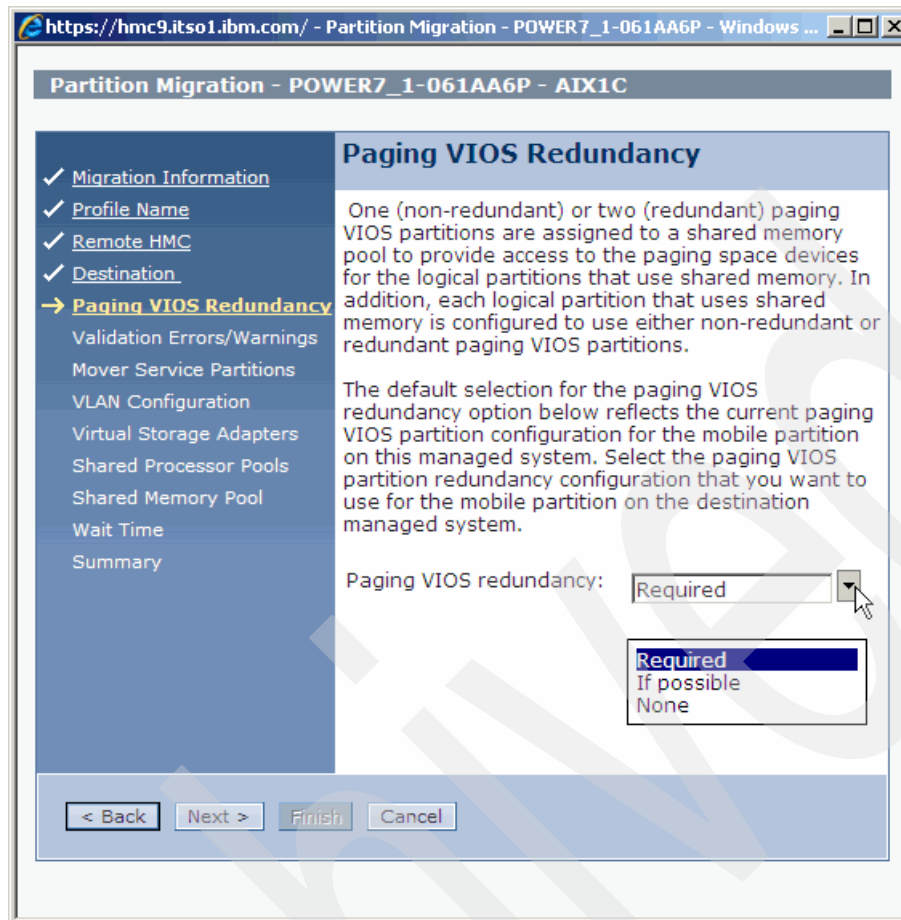 https://hmc9.itso1.ibm.com/ - Partition Migration - POWER7_1-061AA6P - Windows ...
Partition Migration - POWER7_1-061AA6P - AIX1C
Migration Information
Profile Name
Remote HMC
Destination
Paging VIOS Redundancy
Validation Errors/Warnings
Mover Service Partitions
VLAN Configuration
Virtual Storage Adapters
Shared Processor Pools
Shared Memory Pool
Wait Time
Summary
Paging VIOS Redundancy
One (non-redundant) or two (redundant) paging
VIOS partitions are assigned to a shared memory
pool to provide access to the paging space devices
for the logical partitions that use shared memory. In
addition, each logical partition that uses shared
memory is configured to use either non-redundant or
redundant paging VIOS partitions.
The default selection for the paging VIOS
redundancy option below reflects the current paging
VIOS partition configuration for the mobile partition
on this managed system. Select the paging VIOS
partition redundancy configuration that you want to
use for the mobile partition on the destination
managed system.
Paging VIOS redundancy: Required
Required
If possible
None
< Back Next > Finish Cancel